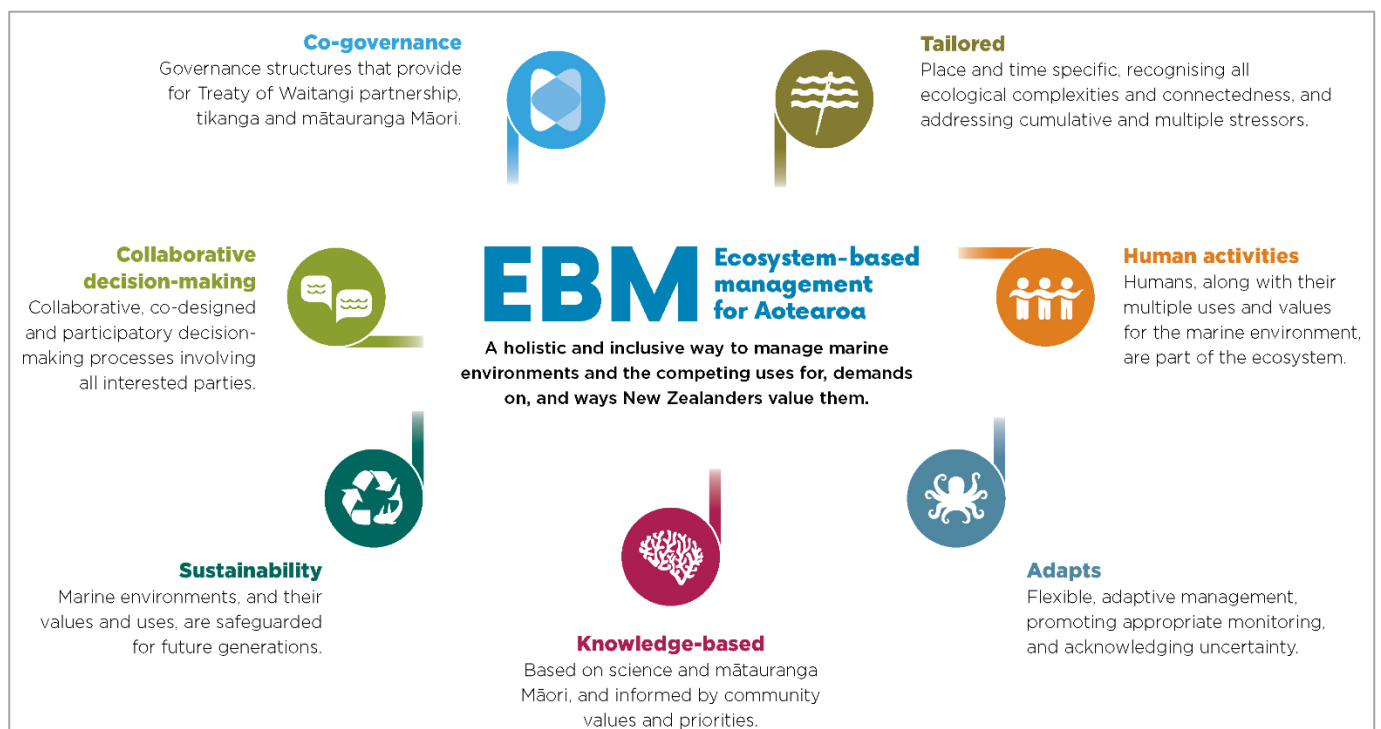 Co-governance
Governance structures that provide
for Treaty of Waitangi partnership,
tikanga and mātauranga Māori.
Tailored
Place and time specific, recognising all
ecological complexities and connectedness, and
addressing cumulative and multiple stressors.
Collaborative
decision-making
Collaborative, co-designed
and participatory decision-
making processes involving
all interested parties.
EBM
Ecosystem-based
management
for Aotearoa
A holistic and inclusive way to manage marine
environments and the competing uses for, demands
on, and ways New Zealanders value them.
Human activities
Humans, along with their
multiple uses and values
for the marine environment,
are part of the ecosystem.
Sustainability
Marine environments, and their
values and uses, are safeguarded
for future generations.
Knowledge-based
Based on science and mātauranga
Māori, and informed by community
values and priorities.
Adapts
Flexible, adaptive management,
promoting appropriate monitoring,
and acknowledging uncertainty.